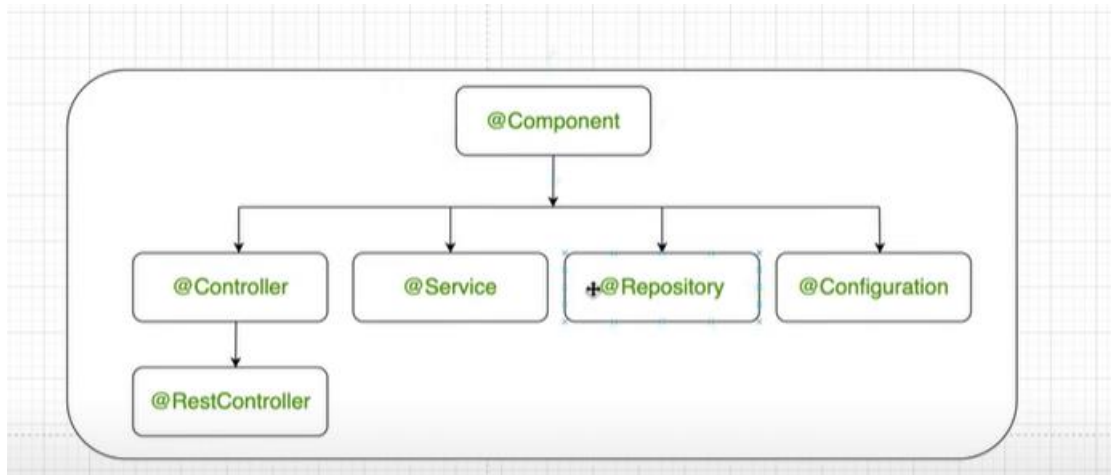 @Component
@Controller
@Service
@Repository
@Configuration
@RestController